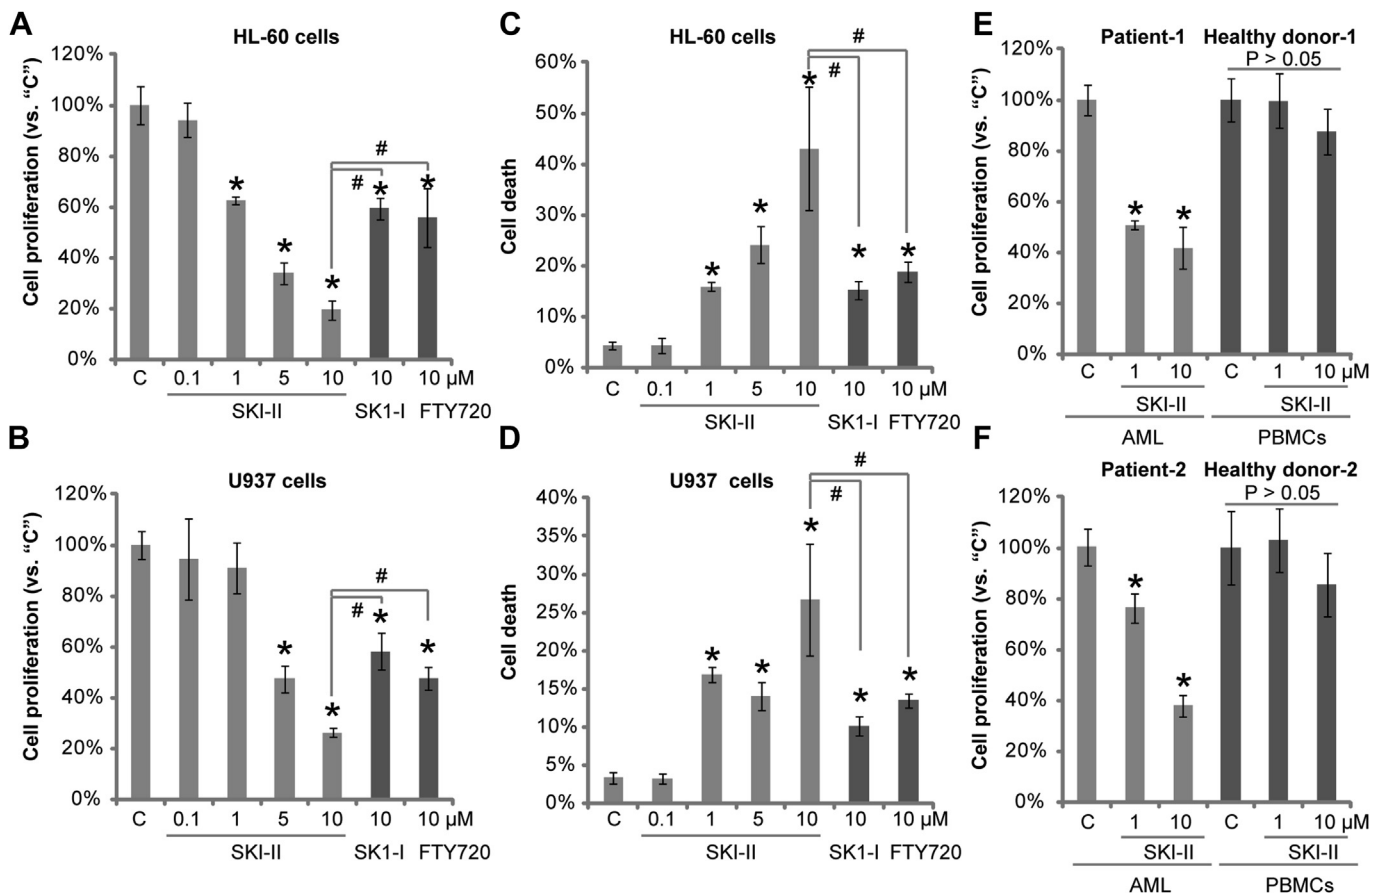 A
HL-60 cells
Cell proliferation (vs. “C”)
120%
100%
80%
60%
40%
20%
0%
*
*
*
*
*
#
#
C 0.1 1 5 10 10 10 µM
SKI-II SK1-I FTY720
B
U937 cells
Cell proliferation (vs. “C”)
120%
100%
80%
60%
40%
20%
0%
*
*
*
*
#
#
C 0.1 1 5 10 10 10 µM
SKI-II SK1-I FTY720
C
HL-60 cells
Cell death
60%
50%
40%
30%
20%
10%
0%
*
*
*
*
*
#
#
C 0.1 1 5 10 10 10 µM
SKI-II SK1-I FTY720
D
U937 cells
Cell death
40%
35%
30%
25%
20%
15%
10%
5%
0%
*
*
*
*
*
#
#
C 0.1 1 5 10 10 10 µM
SKI-II SK1-I FTY720
E
Patient-1 Healthy donor-1
P > 0.05
Cell proliferation (vs. “C”)
120%
100%
80%
60%
40%
20%
0%
*
*
C 1 10 C 1 10 µM
SKI-II SKI-II
AML PBMCs
F
Patient-2 Healthy donor-2
P > 0.05
Cell proliferation (vs. “C”)
120%
100%
80%
60%
40%
20%
0%
*
*
C 1 10 C 1 10 µM
SKI-II SKI-II
AML PBMCs